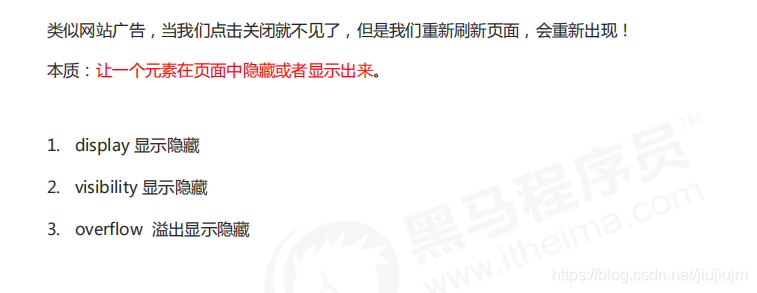 类似网站广告，当我们点击关闭就不见了，但是我们重新刷新页面，会重新出现！
本质：让一个元素在页面中隐藏或者显示出来。
1. display 显示隐藏
2. visibility 显示隐藏
3. overflow 溢出显示隐藏
黑马程序员™
www.itheima.com
https://blog.csdn.net/jiujiujm